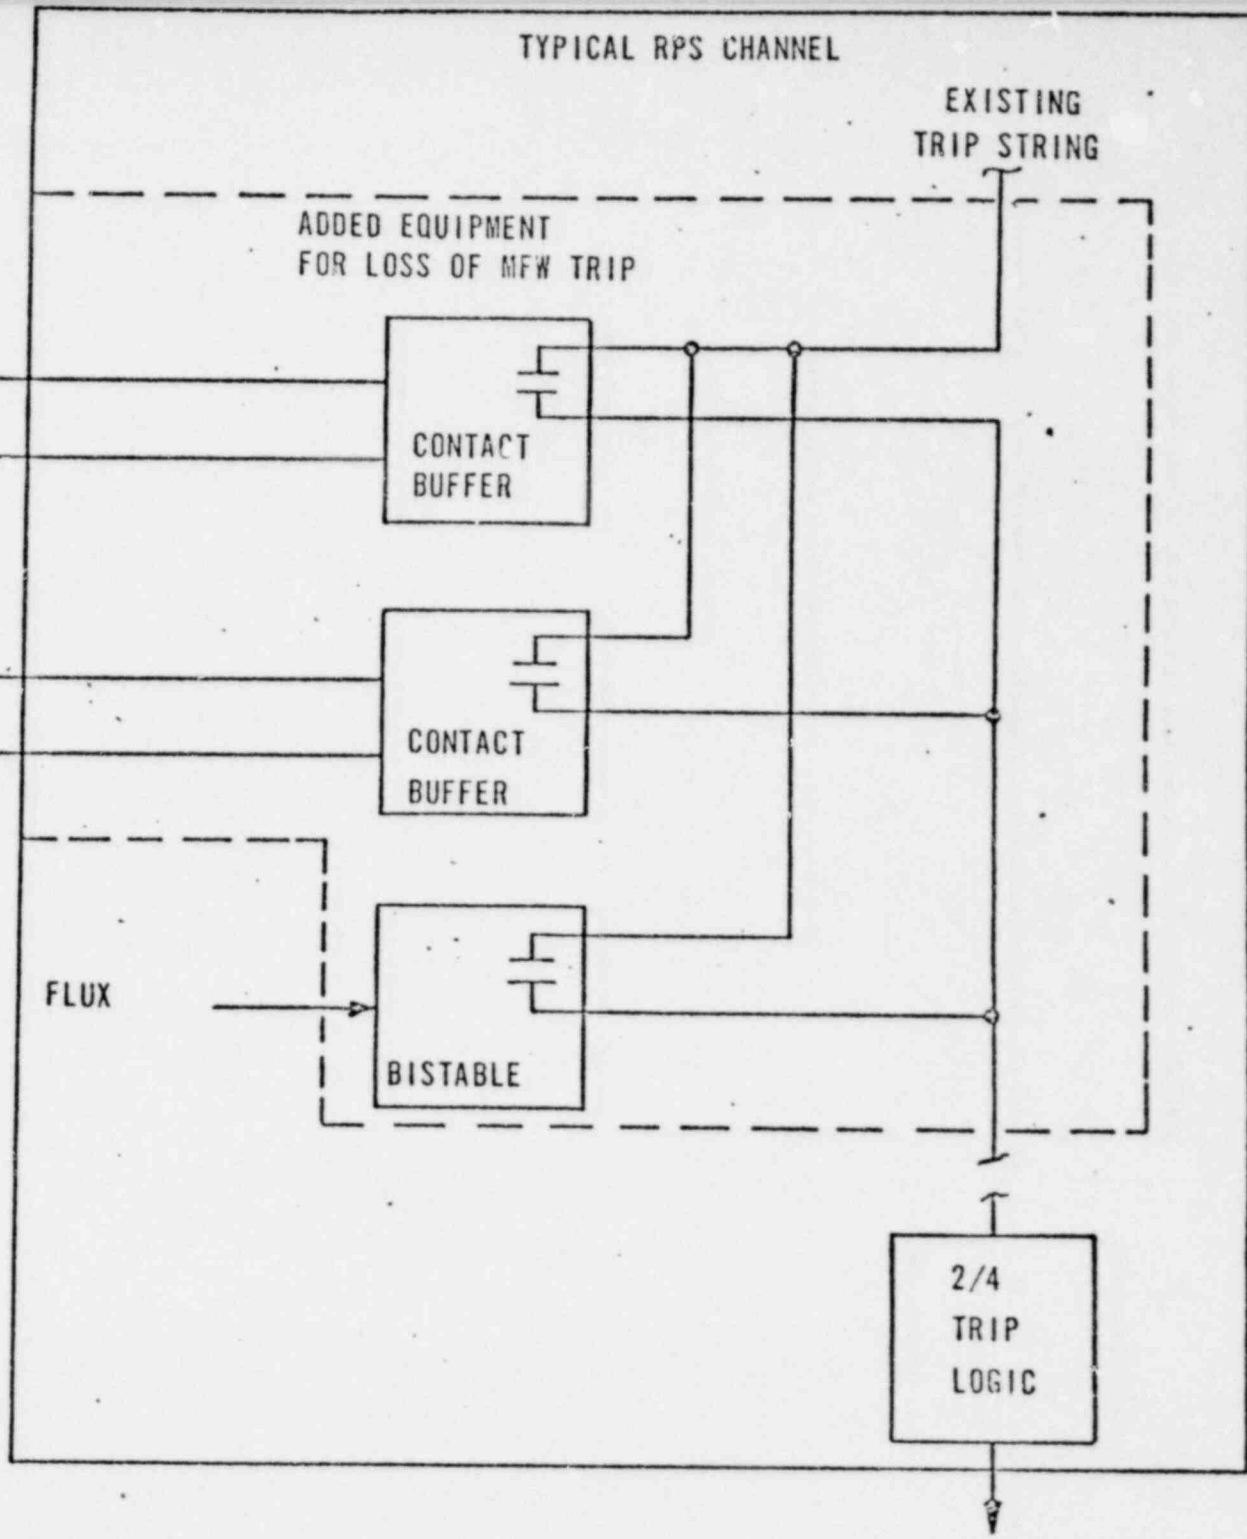 TYPICAL RPS CHANNEL
EXISTING
TRIP STRING
ADDED EQUIPMENT
FOR LOSS OF MFW TRIP
CONTACT
BUFFER
CONTACT
BUFFER
FLUX
BISTABLE
2/4
TRIP
LOGIC